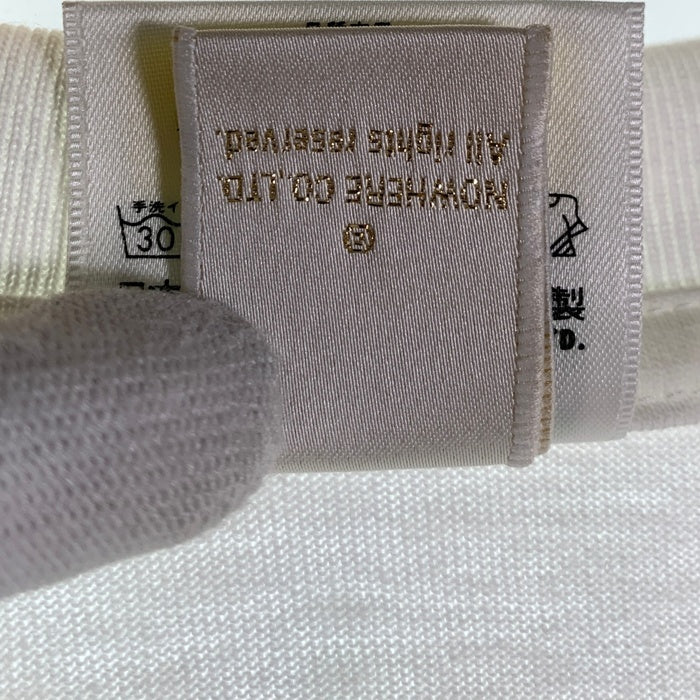 NOWHERE CO.,LTD.
All rights reserved.
手洗イ
30
製
TD.